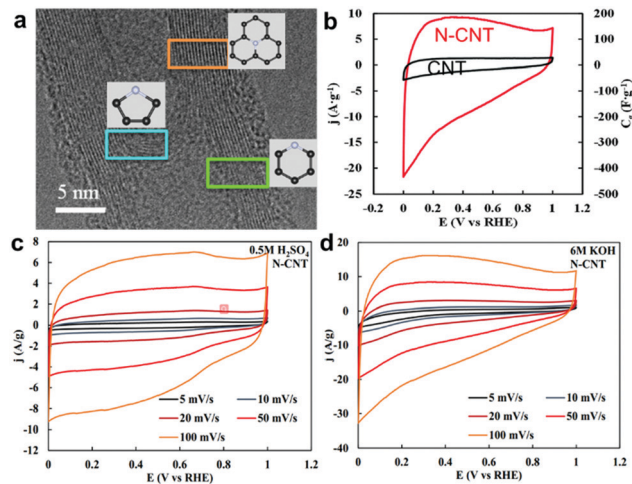 a
5 nm
b
N-CNT
CNT
j (A·g⁻¹)
10
5
0
-5
-10
-15
-20
-25
Cₐ (F·g⁻¹)
200
100
0
-100
-200
-300
-400
-500
-0.2 0 0.2 0.4 0.6 0.8 1 1.2
E (V vs RHE)
c
0.5M H₂SO₄
N-CNT
j (A/g)
8
6
4
2
0
-2
-4
-6
-8
-10
-12
5 mV/s 10 mV/s
20 mV/s 50 mV/s
100 mV/s
0 0.2 0.4 0.6 0.8 1 1.2
E (V vs RHE)
d
6M KOH
N-CNT
j (A/g)
20
10
0
-10
-20
-30
-40
5 mV/s 10 mV/s
20 mV/s 50 mV/s
100 mV/s
0 0.2 0.4 0.6 0.8 1 1.2
E (V vs RHE)